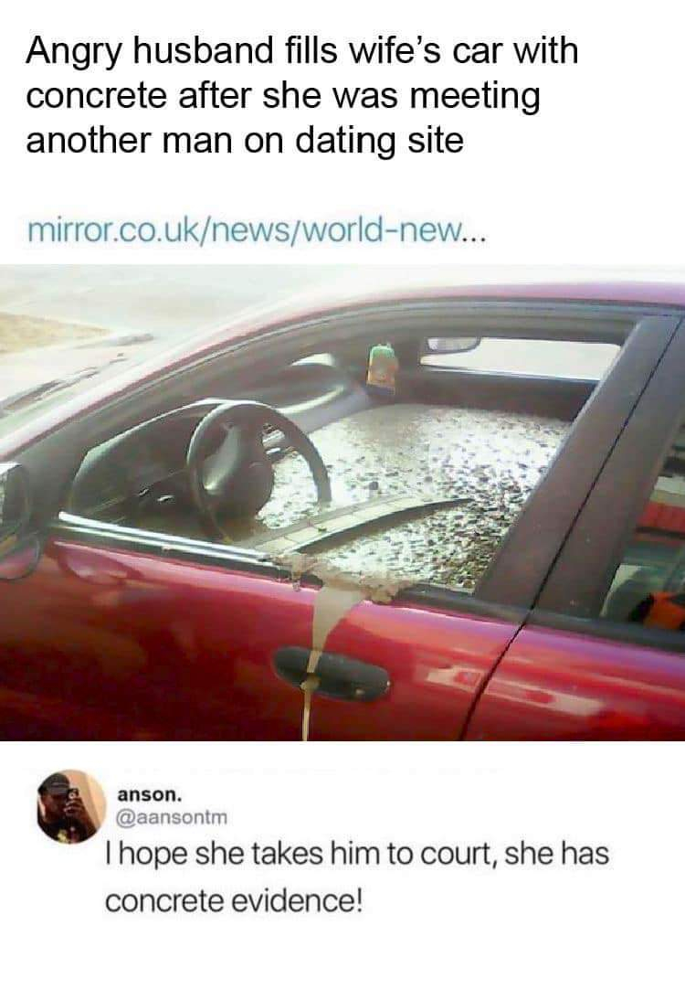 Angry husband fills wife’s car with
concrete after she was meeting
another man on dating site
mirror.co.uk/news/world-new...
anson.
@aansontm
I hope she takes him to court, she has
concrete evidence!